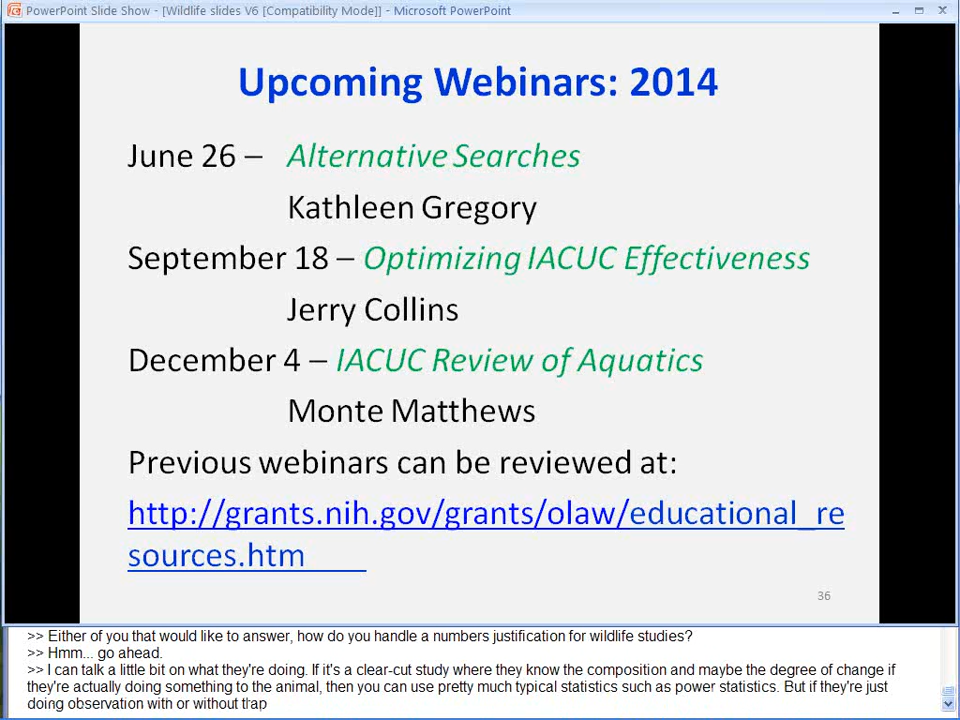 PowerPoint Slide Show - [Wildlife slides V6 [Compatibility Mode]] - Microsoft PowerPoint
Upcoming Webinars: 2014
June 26 – Alternative Searches
Kathleen Gregory
September 18 – Optimizing IACUC Effectiveness
Jerry Collins
December 4 – IACUC Review of Aquatics
Monte Matthews
Previous webinars can be reviewed at:
http://grants.nih.gov/grants/olaw/educational_re
sources.htm
36
>> Either of you that would like to answer, how do you handle a numbers justification for wildlife studies?
>> Hmm... go ahead.
>> I can talk a little bit on what they're doing. If it's a clear-cut study where they know the composition and maybe the degree of change if
they're actually doing something to the animal, then you can use pretty much typical statistics such as power statistics. But if they're just
doing observation with or without